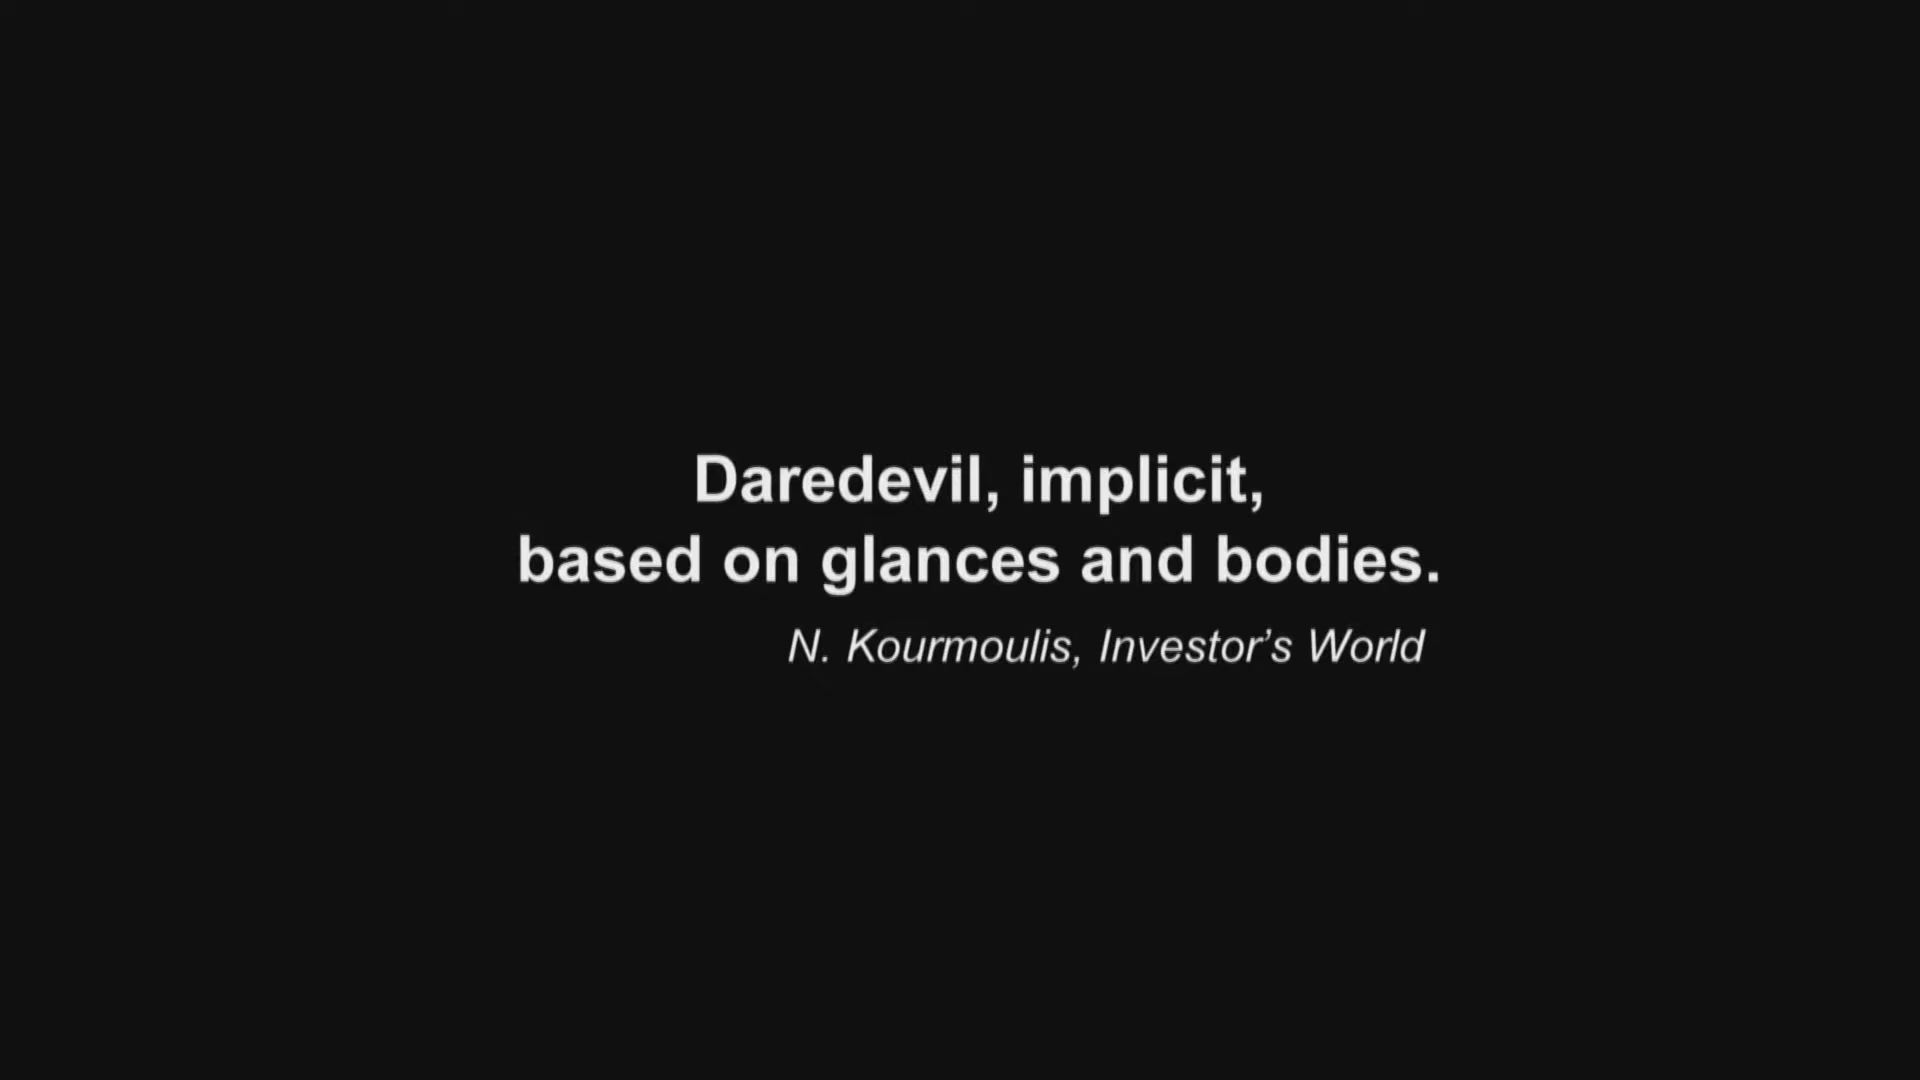 Daredevil, implicit,
based on glances and bodies.
N. Kourmoulis, Investor’s World